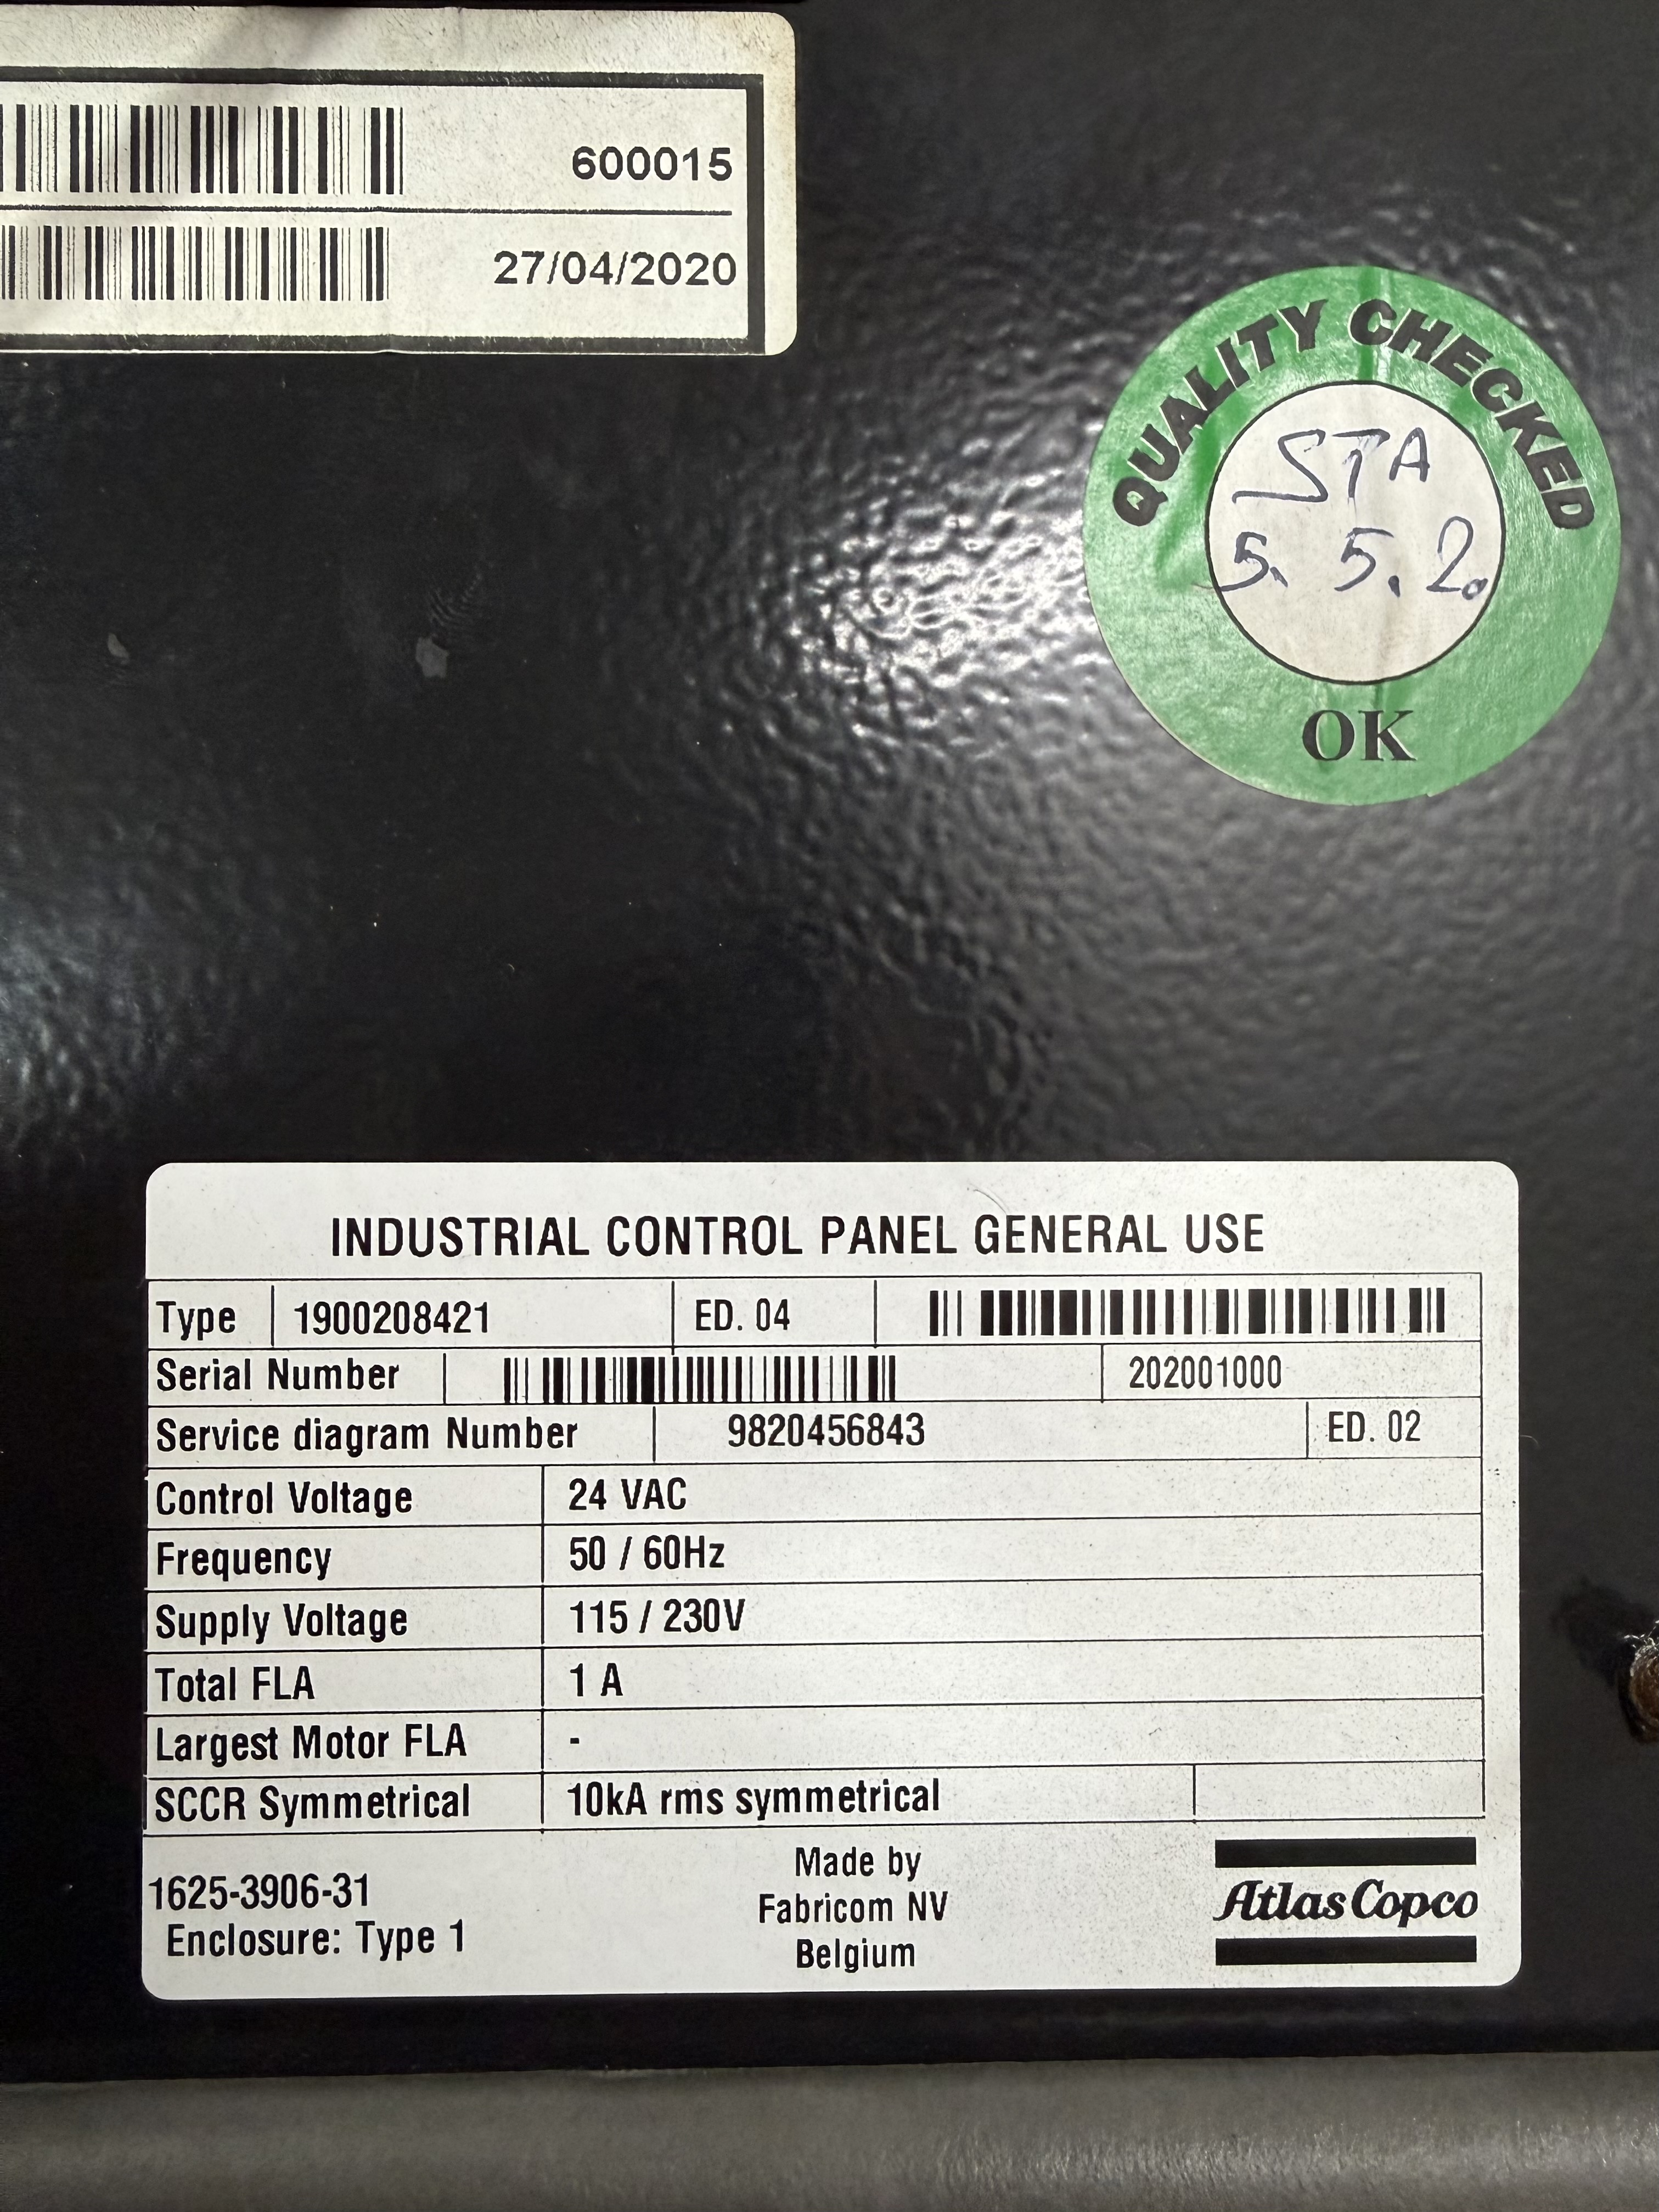 600015
27/04/2020
QUALITY CHECKED
STA
5. 5. 20
OK
INDUSTRIAL CONTROL PANEL GENERAL USE
Type 1900208421 ED. 04
Serial Number 202001000
Service diagram Number 9820456843 ED. 02
Control Voltage 24 VAC
Frequency 50 / 60Hz
Supply Voltage 115 / 230V
Total FLA 1 A
Largest Motor FLA -
SCCR Symmetrical 10kA rms symmetrical
1625-3906-31
Enclosure: Type 1
Made by
Fabricom NV
Belgium
Atlas Copco